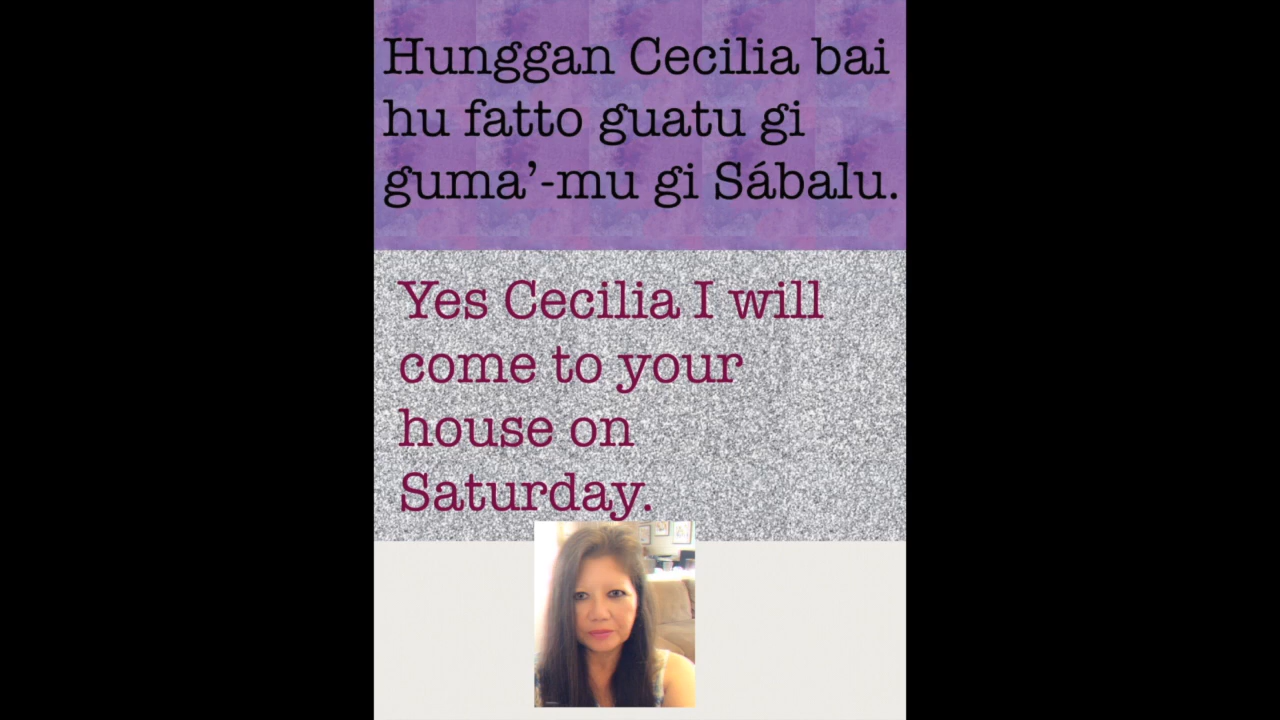 Hunggan Cecilia bai
hu fatto guatu gi
guma’-mu gi Sábalu.
Yes Cecilia I will
come to your
house on
Saturday.